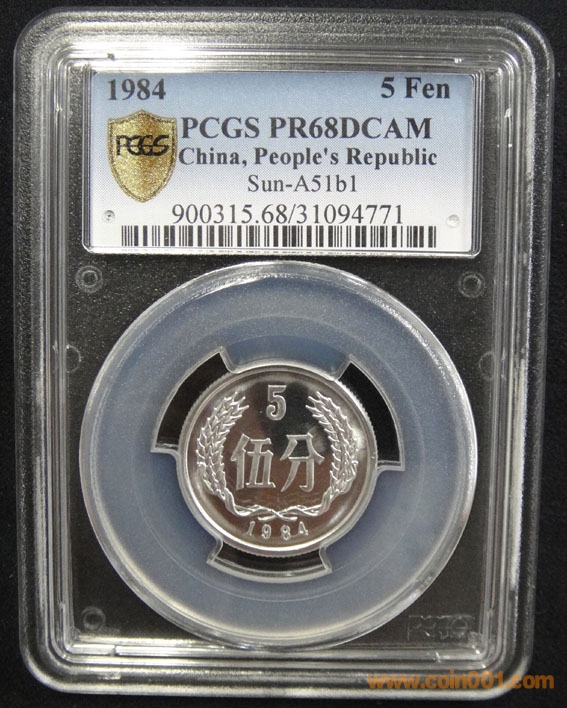 1984 5 Fen
PCGS PCGS PR68DCAM
China, People's Republic
Sun-A51b1
900315.68/31094771
5
伍分
1984
PCGS
www.coin001.com